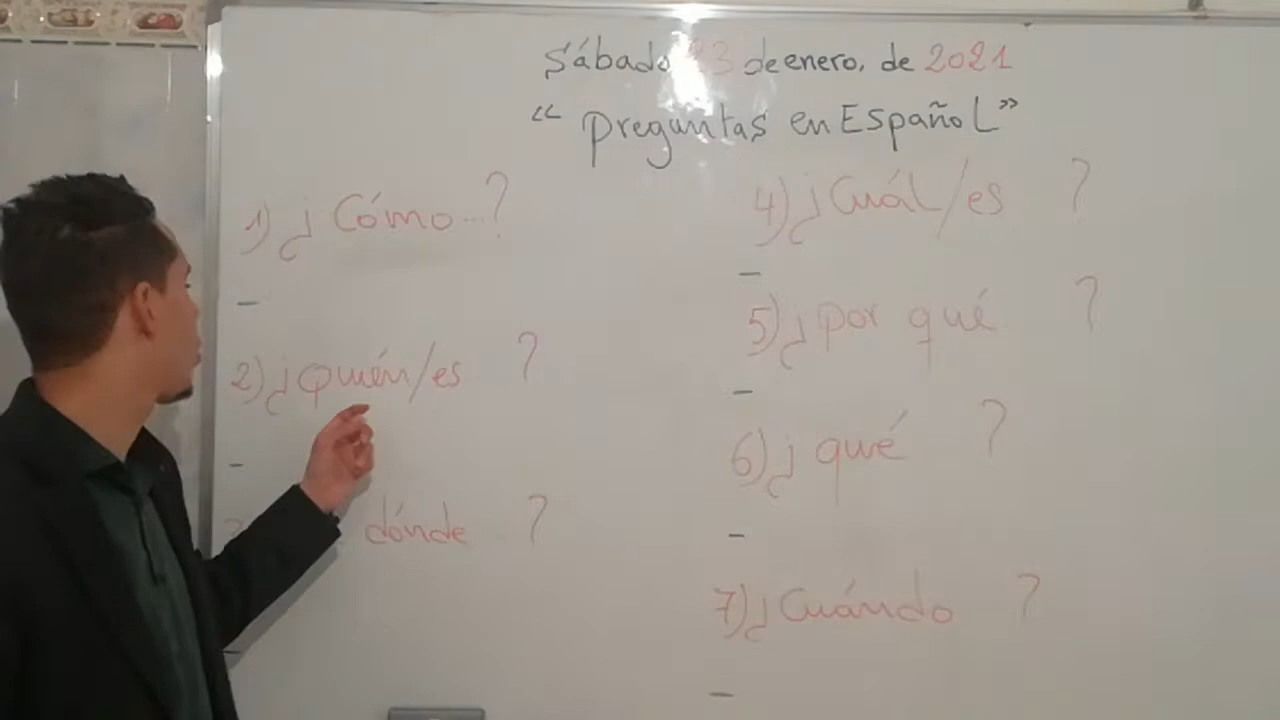 Sábado 23 de enero, de 2021
“ Preguntas en Español ”
1) ¿ Cómo...?
-
2) ¿ quién/es ?
-
dónde ?
-
4) ¿ Cuál/es ?
-
5) ¿ por qué ?
-
6) ¿ qué ?
-
7) ¿ Cuándo ?
-